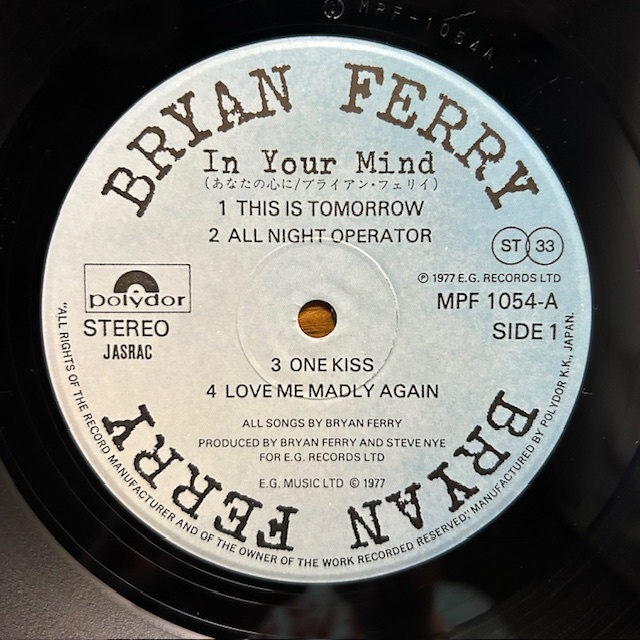 MPF-1054A
BRYAN FERRY
In Your Mind
(あなたの心に/ブライアン・フェリイ)
1 THIS IS TOMORROW
2 ALL NIGHT OPERATOR
ST 33
℗ 1977 E.G. RECORDS LTD
polydor
MPF 1054-A
STEREO
SIDE 1
JASRAC
3 ONE KISS
4 LOVE ME MADLY AGAIN
ALL SONGS BY BRYAN FERRY
PRODUCED BY BRYAN FERRY AND STEVE NYE
FOR E.G. RECORDS LTD
E.G. MUSIC LTD © 1977
BRYAN FERRY
"ALL RIGHTS OF THE RECORD MANUFACTURER AND OF THE OWNER OF THE WORK RECORDED RESERVED" MANUFACTURED BY POLYDOR K.K., JAPAN.